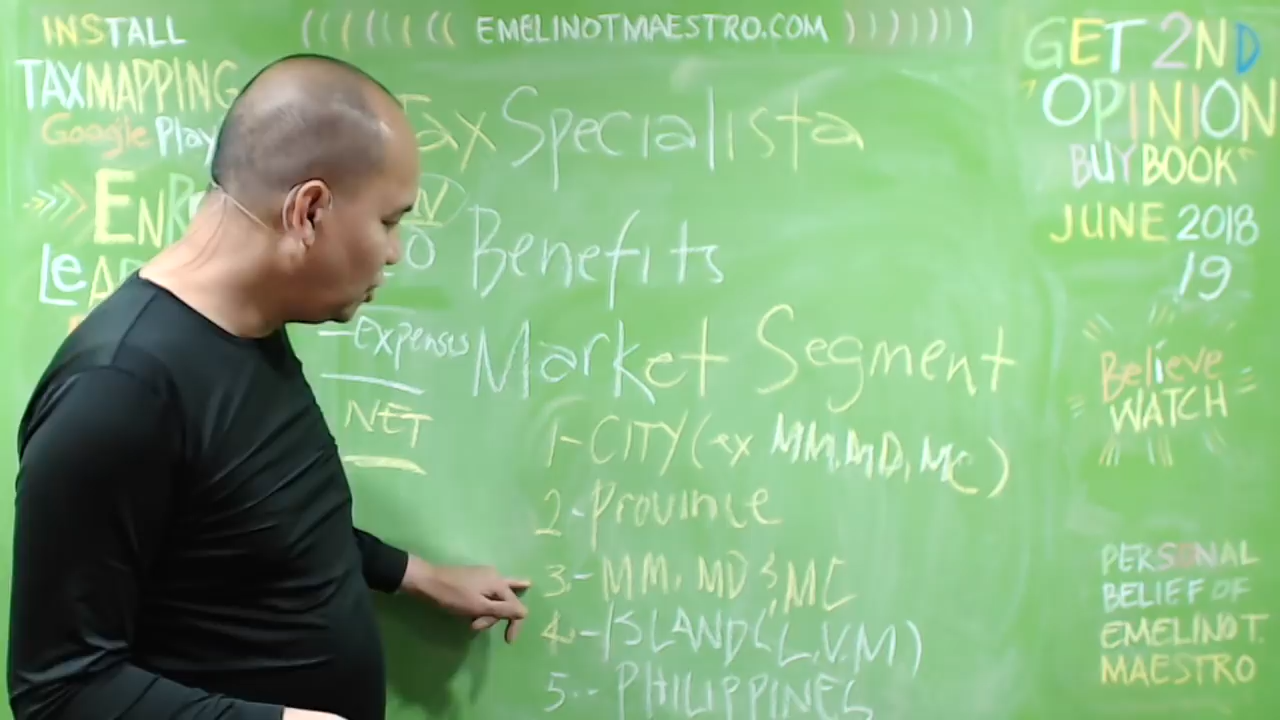 INSTALL
TAXMAPPING
Google Play
>>> ENR
LEA
(((((((( EMELINOTMAESTRO.COM )))))))
Tax Specialista
Benefits
-Expenses
NET
Market Segment
1-CITY (ex MM, MD, MC)
2-Province
3.-MM, MD & MC
4-ISLAND (L.V.M)
5.- PHILIPPINES
GET 2ND
OPINION
BUY BOOK
JUNE 2018
19
Believe
WATCH
PERSONAL
BELIEF OF
EMELINO T.
MAESTRO